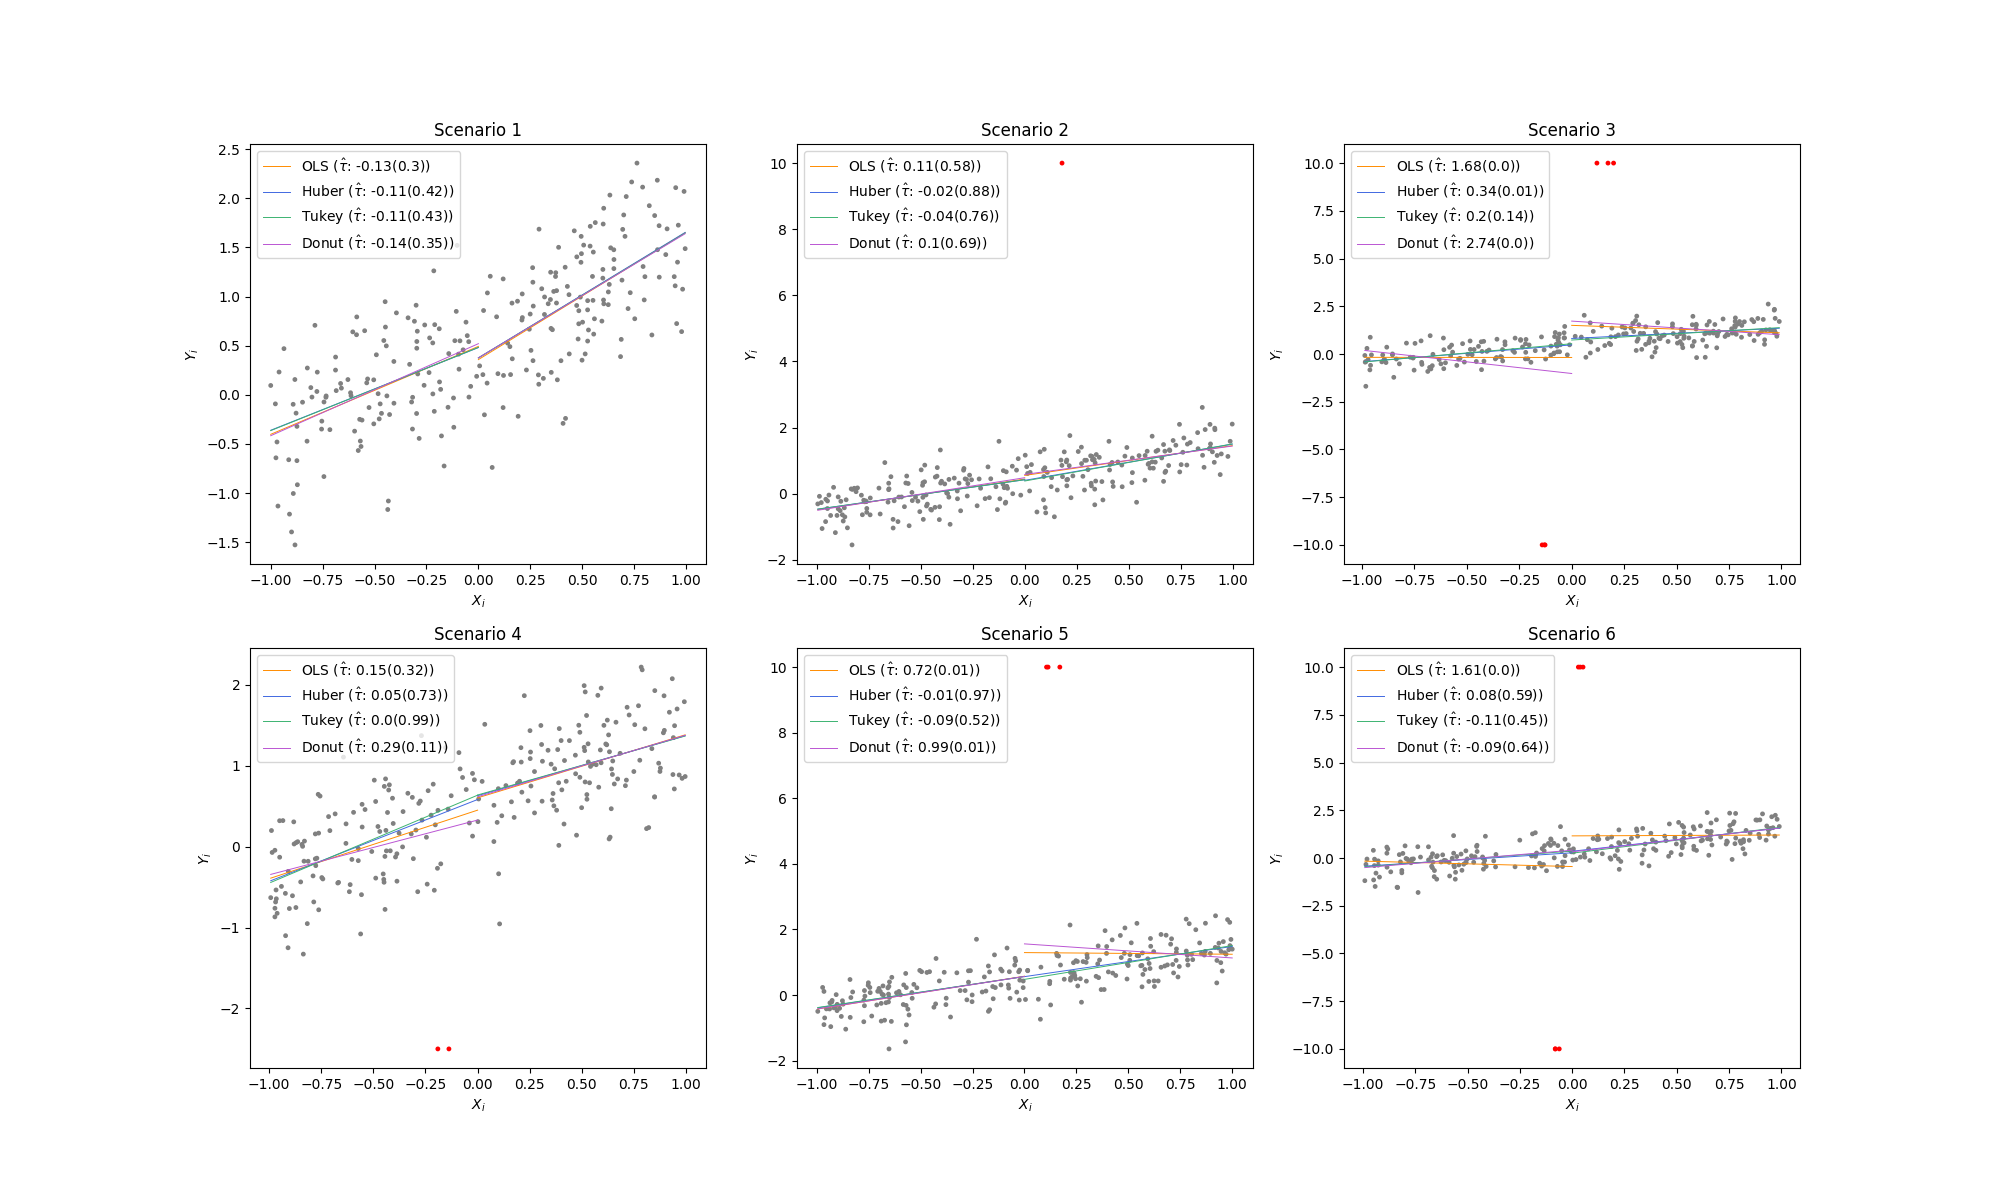 Scenario 1
2.5
2.0
1.5
1.0
0.5
0.0
−0.5
−1.0
−1.5
Y_i
OLS (τ̂: -0.13(0.3))
Huber (τ̂: -0.11(0.42))
Tukey (τ̂: -0.11(0.43))
Donut (τ̂: -0.14(0.35))
−1.00 −0.75 −0.50 −0.25 0.00 0.25 0.50 0.75 1.00
X_i
Scenario 2
10
8
6
4
2
0
−2
Y_i
OLS (τ̂: 0.11(0.58))
Huber (τ̂: -0.02(0.88))
Tukey (τ̂: -0.04(0.76))
Donut (τ̂: 0.1(0.69))
−1.00 −0.75 −0.50 −0.25 0.00 0.25 0.50 0.75 1.00
X_i
Scenario 3
10.0
7.5
5.0
2.5
0.0
−2.5
−5.0
−7.5
−10.0
Y_i
OLS (τ̂: 1.68(0.0))
Huber (τ̂: 0.34(0.01))
Tukey (τ̂: 0.2(0.14))
Donut (τ̂: 2.74(0.0))
−1.00 −0.75 −0.50 −0.25 0.00 0.25 0.50 0.75 1.00
X_i
Scenario 4
2
1
0
−1
−2
Y_i
OLS (τ̂: 0.15(0.32))
Huber (τ̂: 0.05(0.73))
Tukey (τ̂: 0.0(0.99))
Donut (τ̂: 0.29(0.11))
−1.00 −0.75 −0.50 −0.25 0.00 0.25 0.50 0.75 1.00
X_i
Scenario 5
10
8
6
4
2
0
−2
Y_i
OLS (τ̂: 0.72(0.01))
Huber (τ̂: -0.01(0.97))
Tukey (τ̂: -0.09(0.52))
Donut (τ̂: 0.99(0.01))
−1.00 −0.75 −0.50 −0.25 0.00 0.25 0.50 0.75 1.00
X_i
Scenario 6
10.0
7.5
5.0
2.5
0.0
−2.5
−5.0
−7.5
−10.0
Y_i
OLS (τ̂: 1.61(0.0))
Huber (τ̂: 0.08(0.59))
Tukey (τ̂: -0.11(0.45))
Donut (τ̂: -0.09(0.64))
−1.00 −0.75 −0.50 −0.25 0.00 0.25 0.50 0.75 1.00
X_i